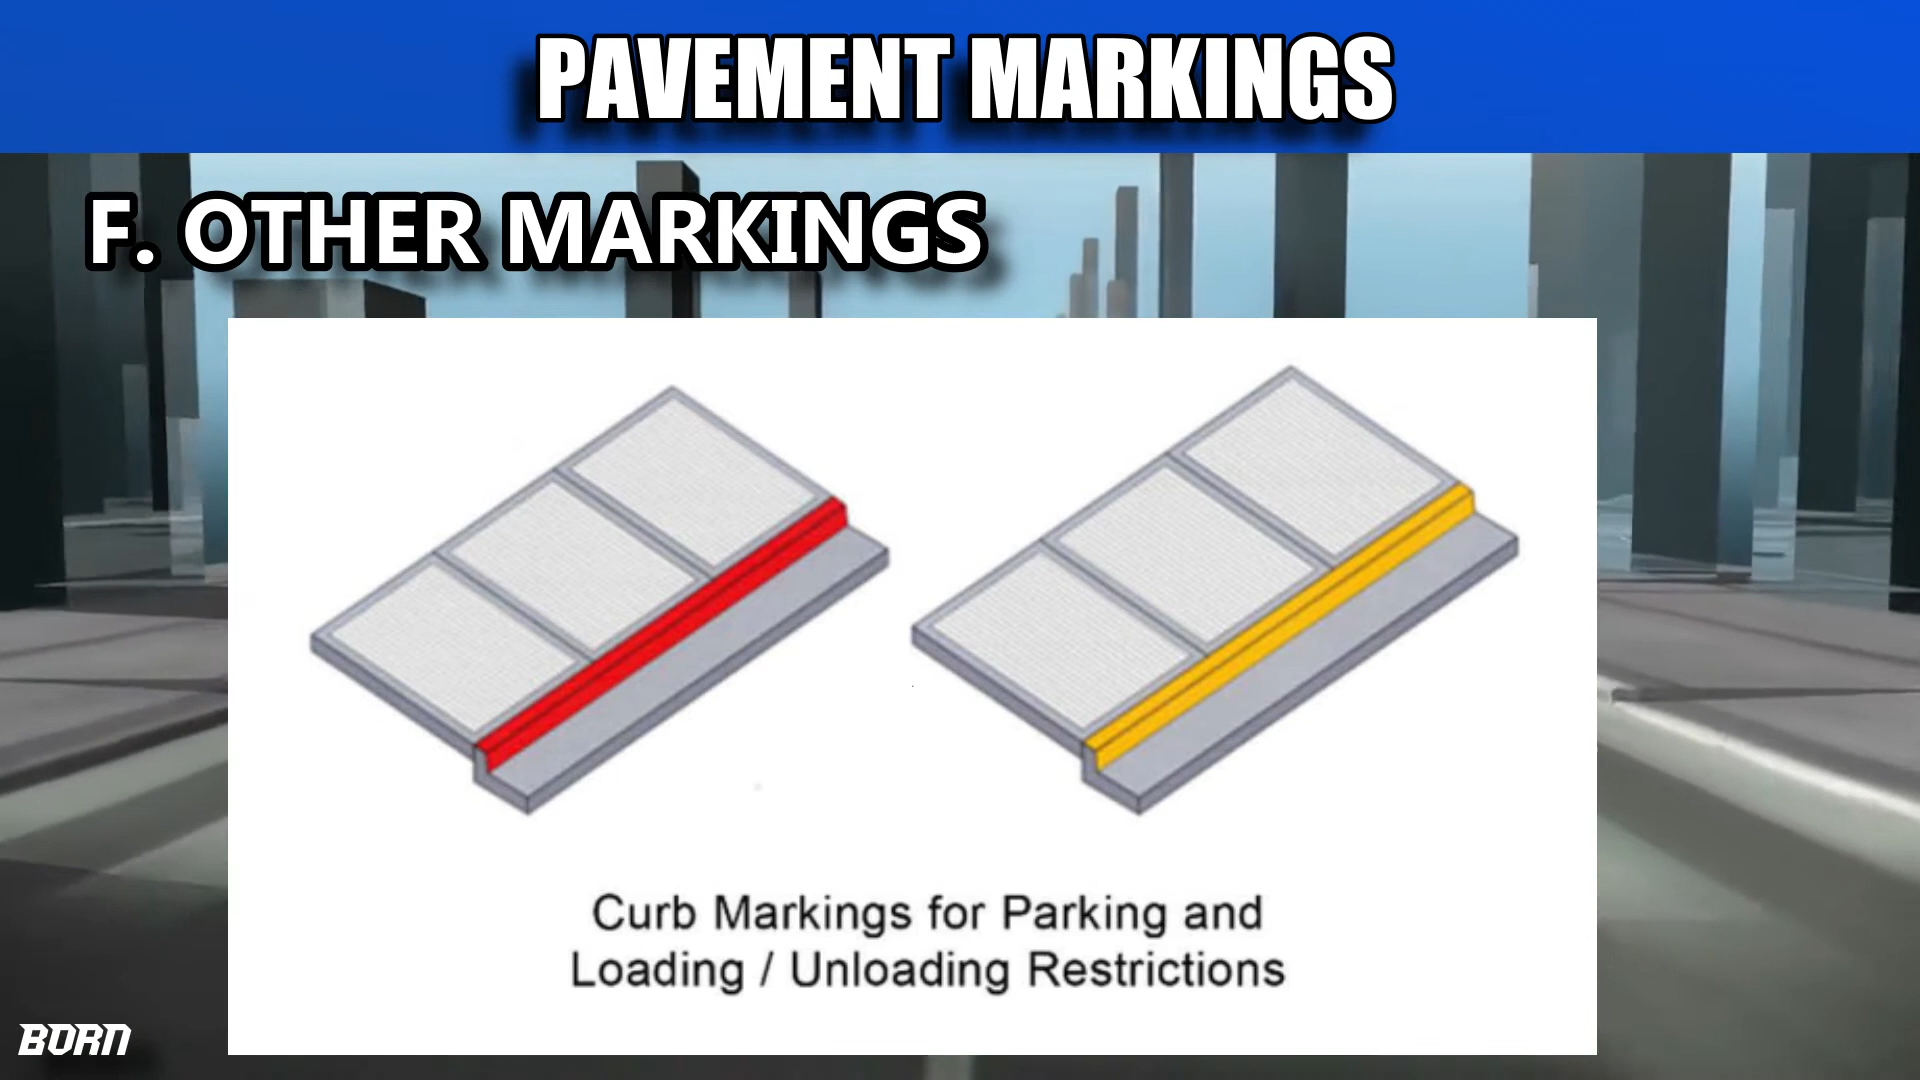 PAVEMENT MARKINGS
F. OTHER MARKINGS
Curb Markings for Parking and
Loading / Unloading Restrictions
BORN